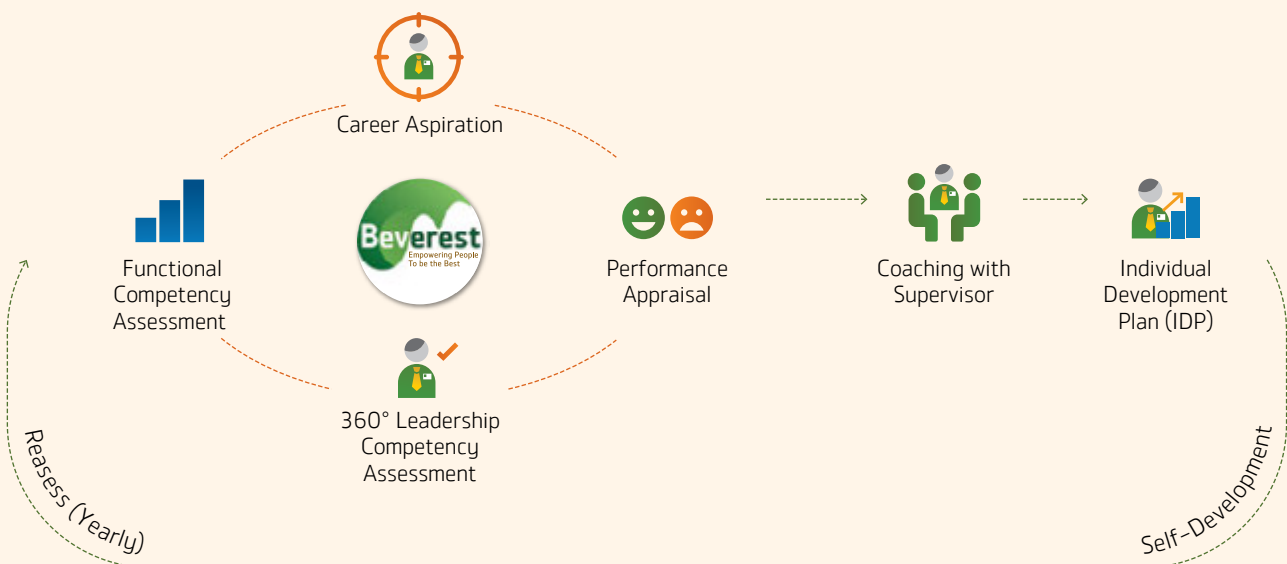 Career Aspiration
Beverest
Empowering People
To be the Best
Functional
Competency
Assessment
Performance
Appraisal
Coaching with
Supervisor
Individual
Development
Plan (IDP)
360° Leadership
Competency
Assessment
Reasess (Yearly)
Self-Development